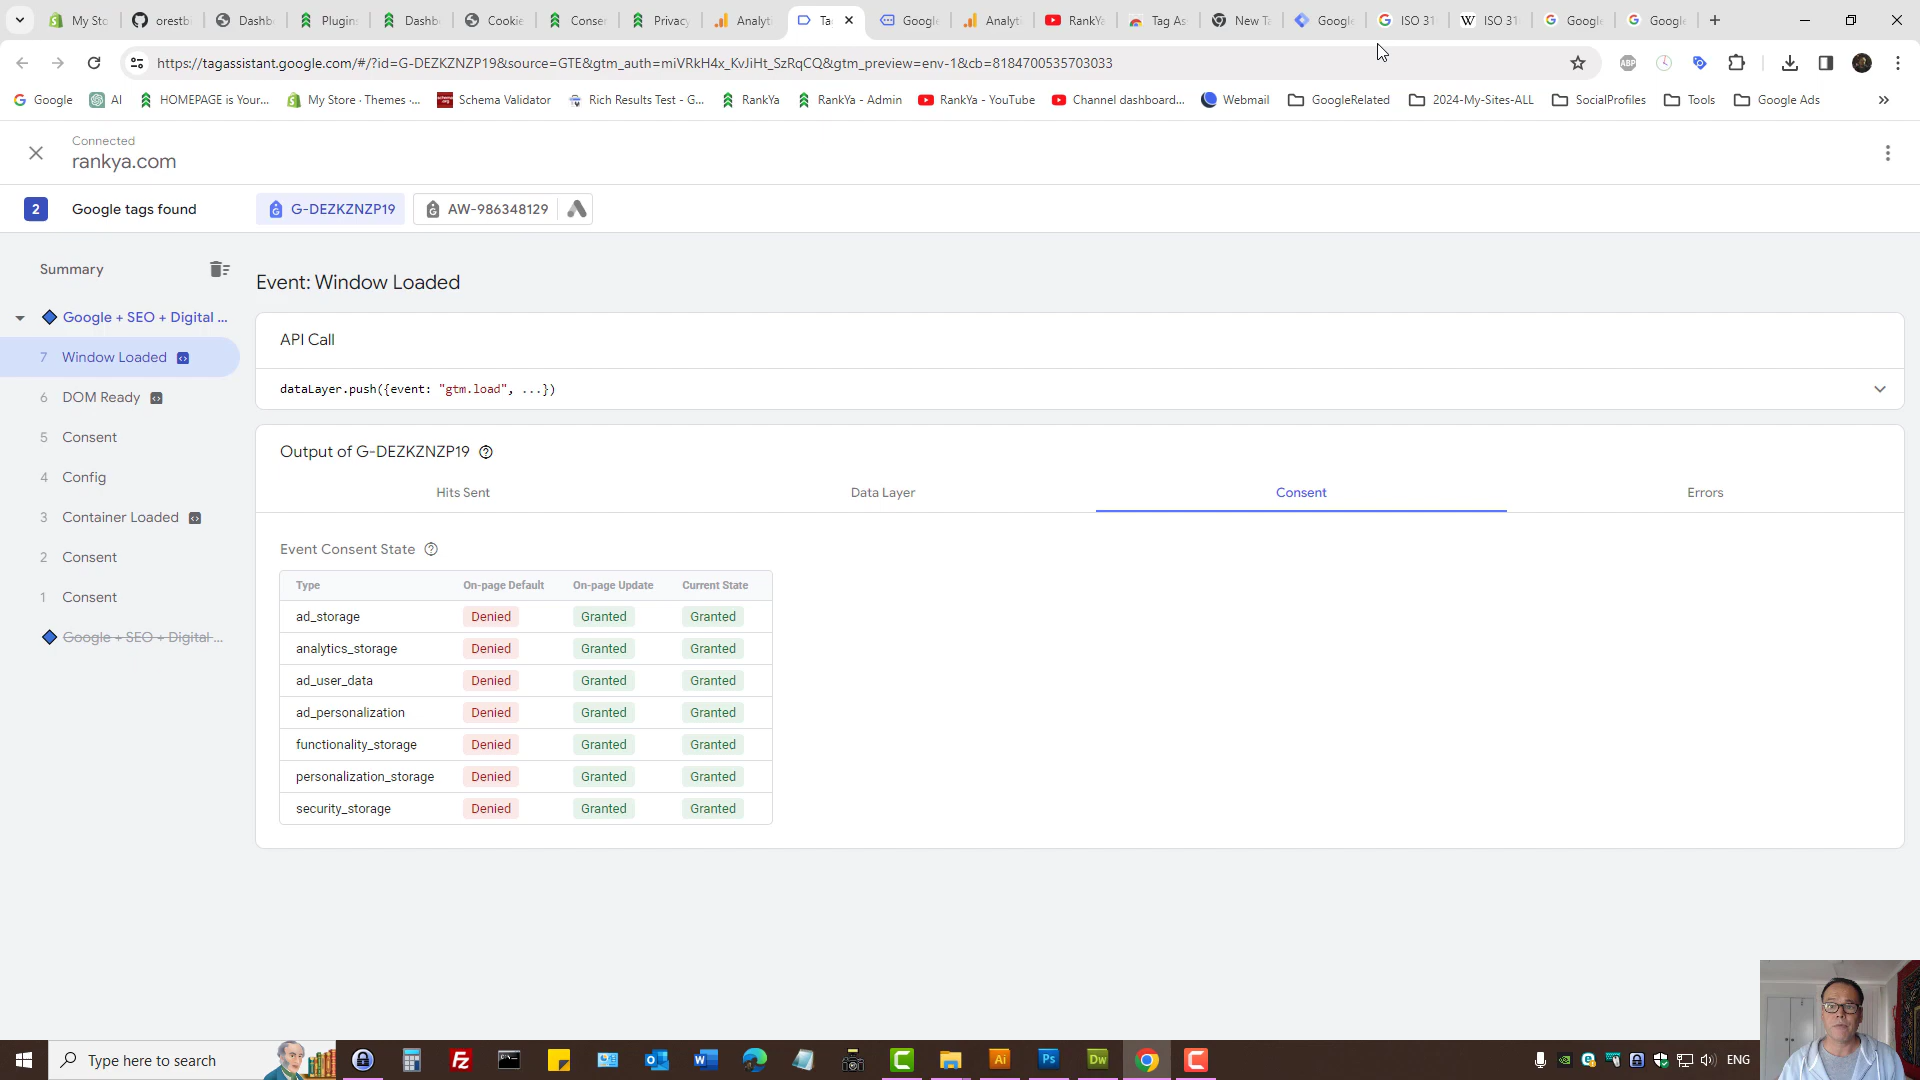 My Sto
orestbi
Dashb
Plugin
Dashb
Cookie
Conser
Privacy
Analyti
Ta
Google
Analyti
RankYa
Tag As
New Ta
Google
ISO 31
ISO 31
Google
Google
https://tagassistant.google.com/#/?id=G-DEZKZNZP19&source=GTE&gtm_auth=miVRkH4x_KvJiHt_SzRqCQ&gtm_preview=env-1&cb=8184700535703033
Google
AI
HOMEPAGE is Your...
My Store · Themes ·...
Schema Validator
Rich Results Test - G...
RankYa
RankYa - Admin
RankYa - YouTube
Channel dashboard...
Webmail
GoogleRelated
2024-My-Sites-ALL
SocialProfiles
Tools
Google Ads
Connected
rankya.com
2 Google tags found
G-DEZKZNZP19
AW-986348129
Summary
Google + SEO + Digital ...
7 Window Loaded
6 DOM Ready
5 Consent
4 Config
3 Container Loaded
2 Consent
1 Consent
Google + SEO + Digital ...
Event: Window Loaded
API Call
dataLayer.push({event: "gtm.load", ...})
Output of G-DEZKZNZP19
Hits Sent Data Layer Consent Errors
Event Consent State
Type On-page Default On-page Update Current State
ad_storage Denied Granted Granted
analytics_storage Denied Granted Granted
ad_user_data Denied Granted Granted
ad_personalization Denied Granted Granted
functionality_storage Denied Granted Granted
personalization_storage Denied Granted Granted
security_storage Denied Granted Granted
Type here to search
ENG